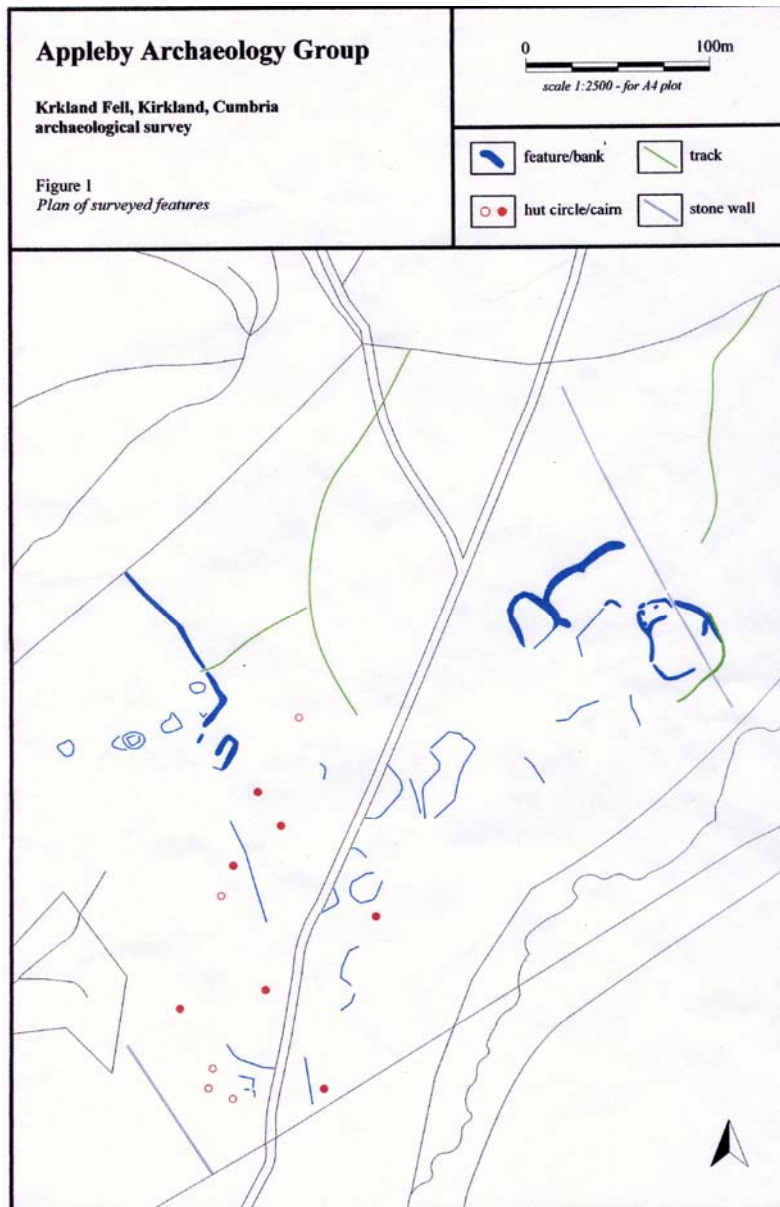 Appleby Archaeology Group
Krkland Fell, Kirkland, Cumbria
archaeological survey
Figure 1
Plan of surveyed features
0 100m
scale 1:2500 - for A4 plot
feature/bank
track
hut circle/cairn
stone wall